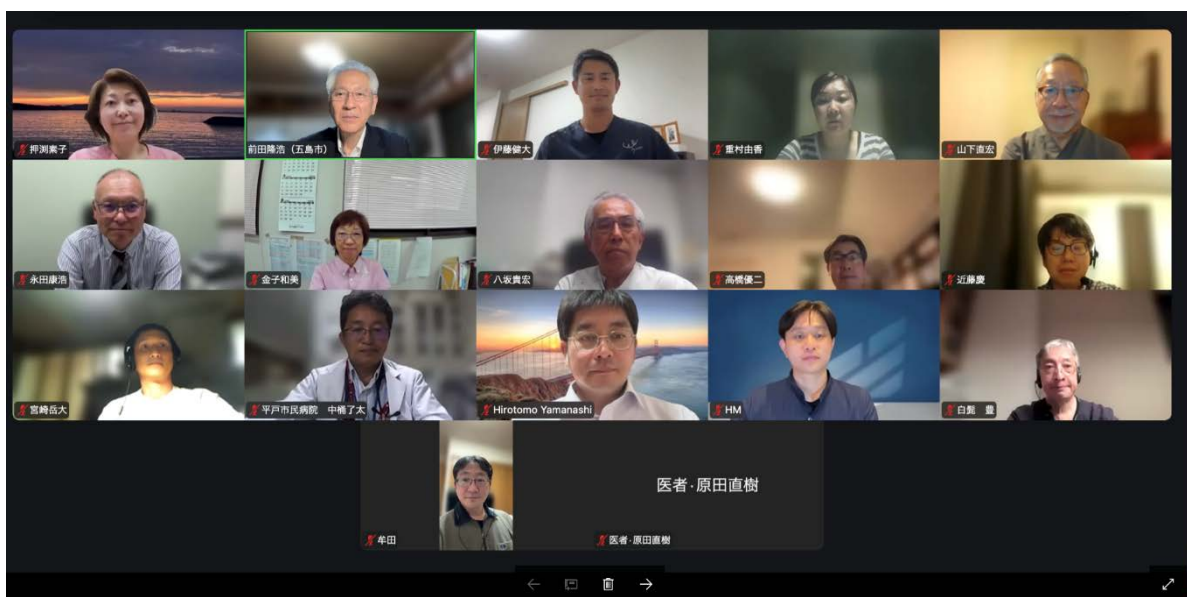 押渕素子
前田隆浩（五島市）
伊藤健大
重村由香
山下直宏
永田康浩
金子和美
八坂貴宏
高橋優二
近藤慶
宮崎岳大
平戸市民病院　中桶了太
Hirotomo Yamanashi
HM
白髭　豊
医者·原田直樹
牟田
医者·原田直樹